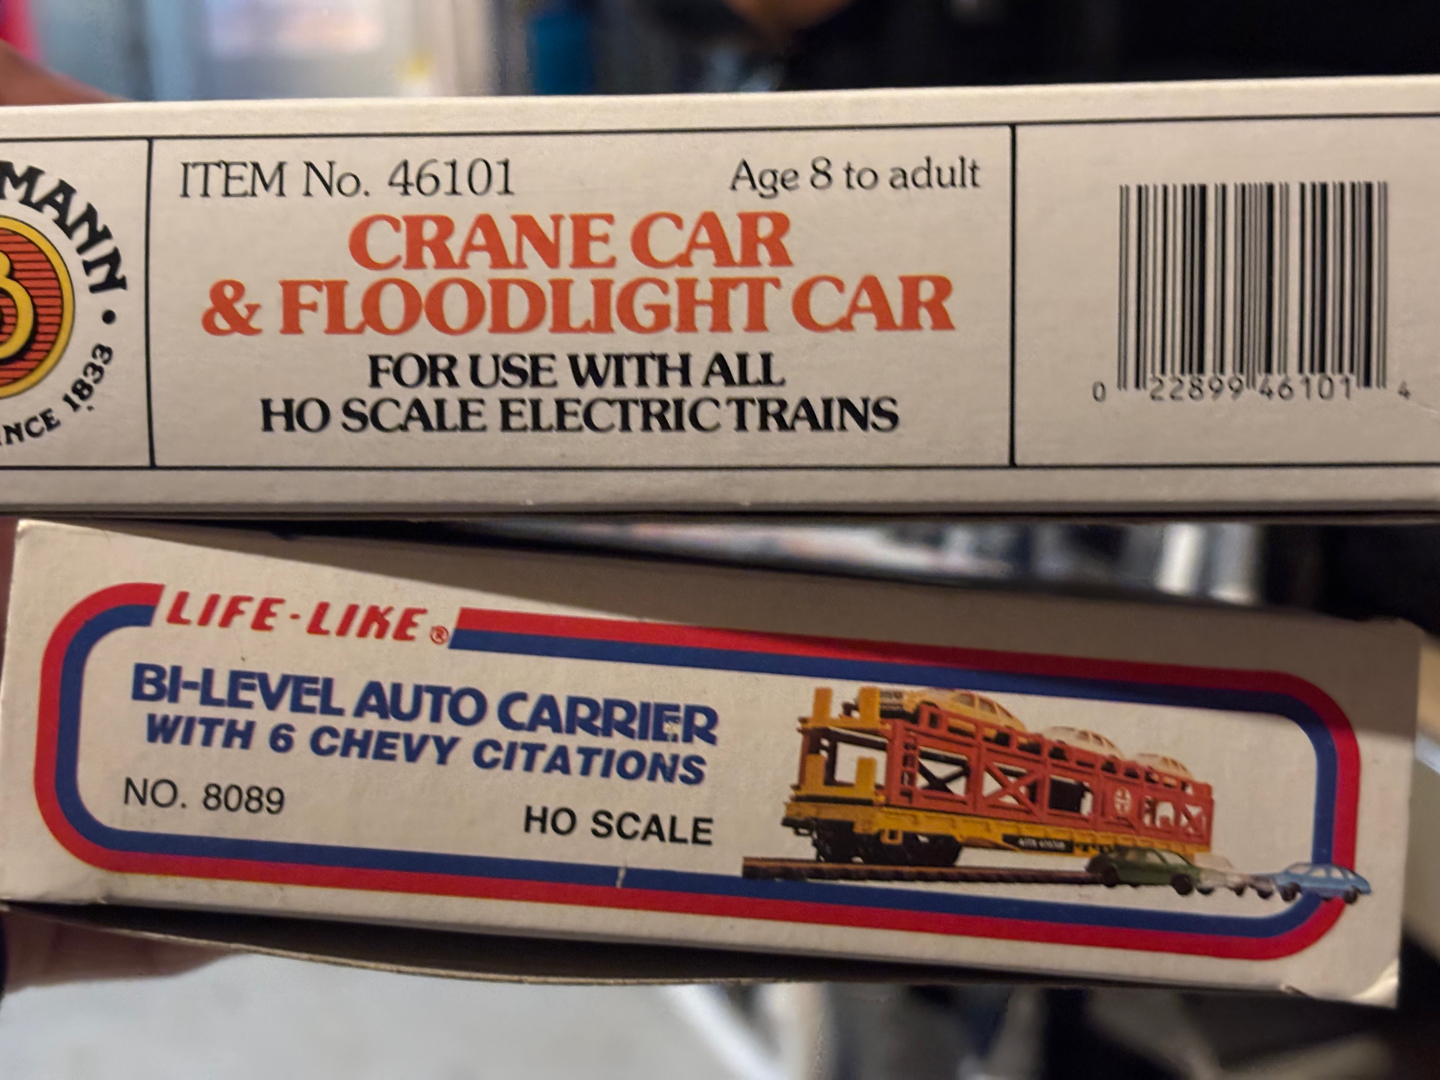 MANN •
B
INCE 1833
ITEM No. 46101
Age 8 to adult
CRANE CAR
& FLOODLIGHT CAR
FOR USE WITH ALL
HO SCALE ELECTRIC TRAINS
0 22899 46101 4
LIFE-LIKE®
BI-LEVEL AUTO CARRIER
WITH 6 CHEVY CITATIONS
NO. 8089
HO SCALE